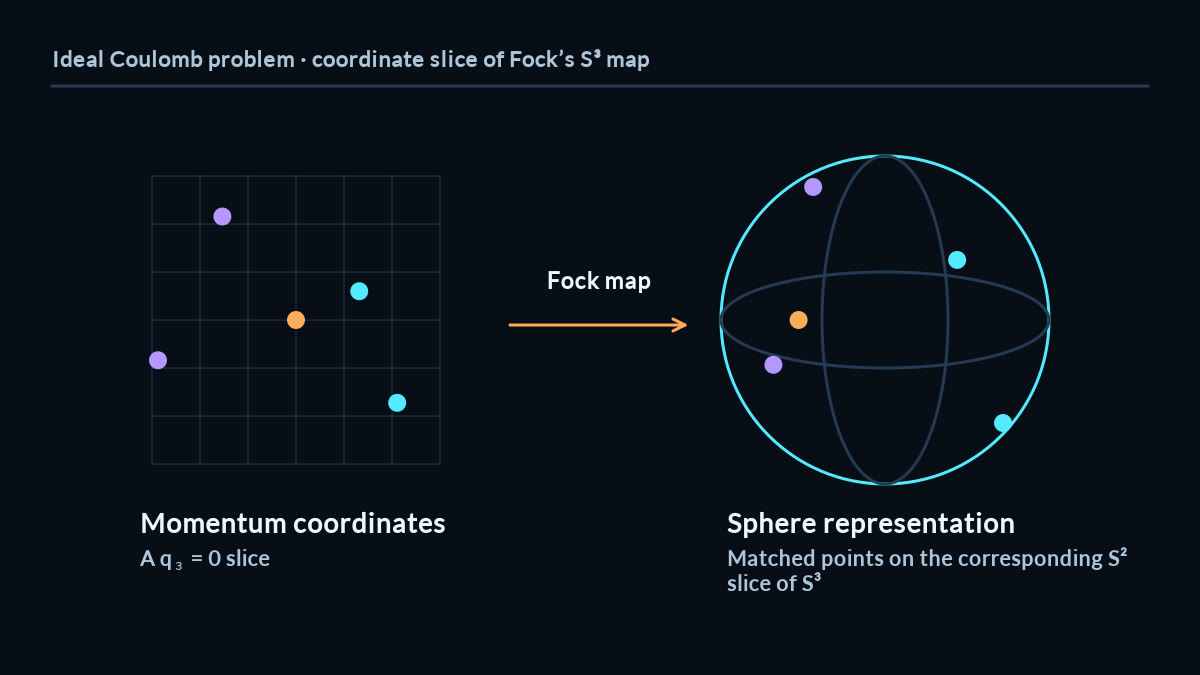 Ideal Coulomb problem · coordinate slice of Fock’s S³ map
Fock map
Momentum coordinates
A q₃ = 0 slice
Sphere representation
Matched points on the corresponding S²
slice of S³